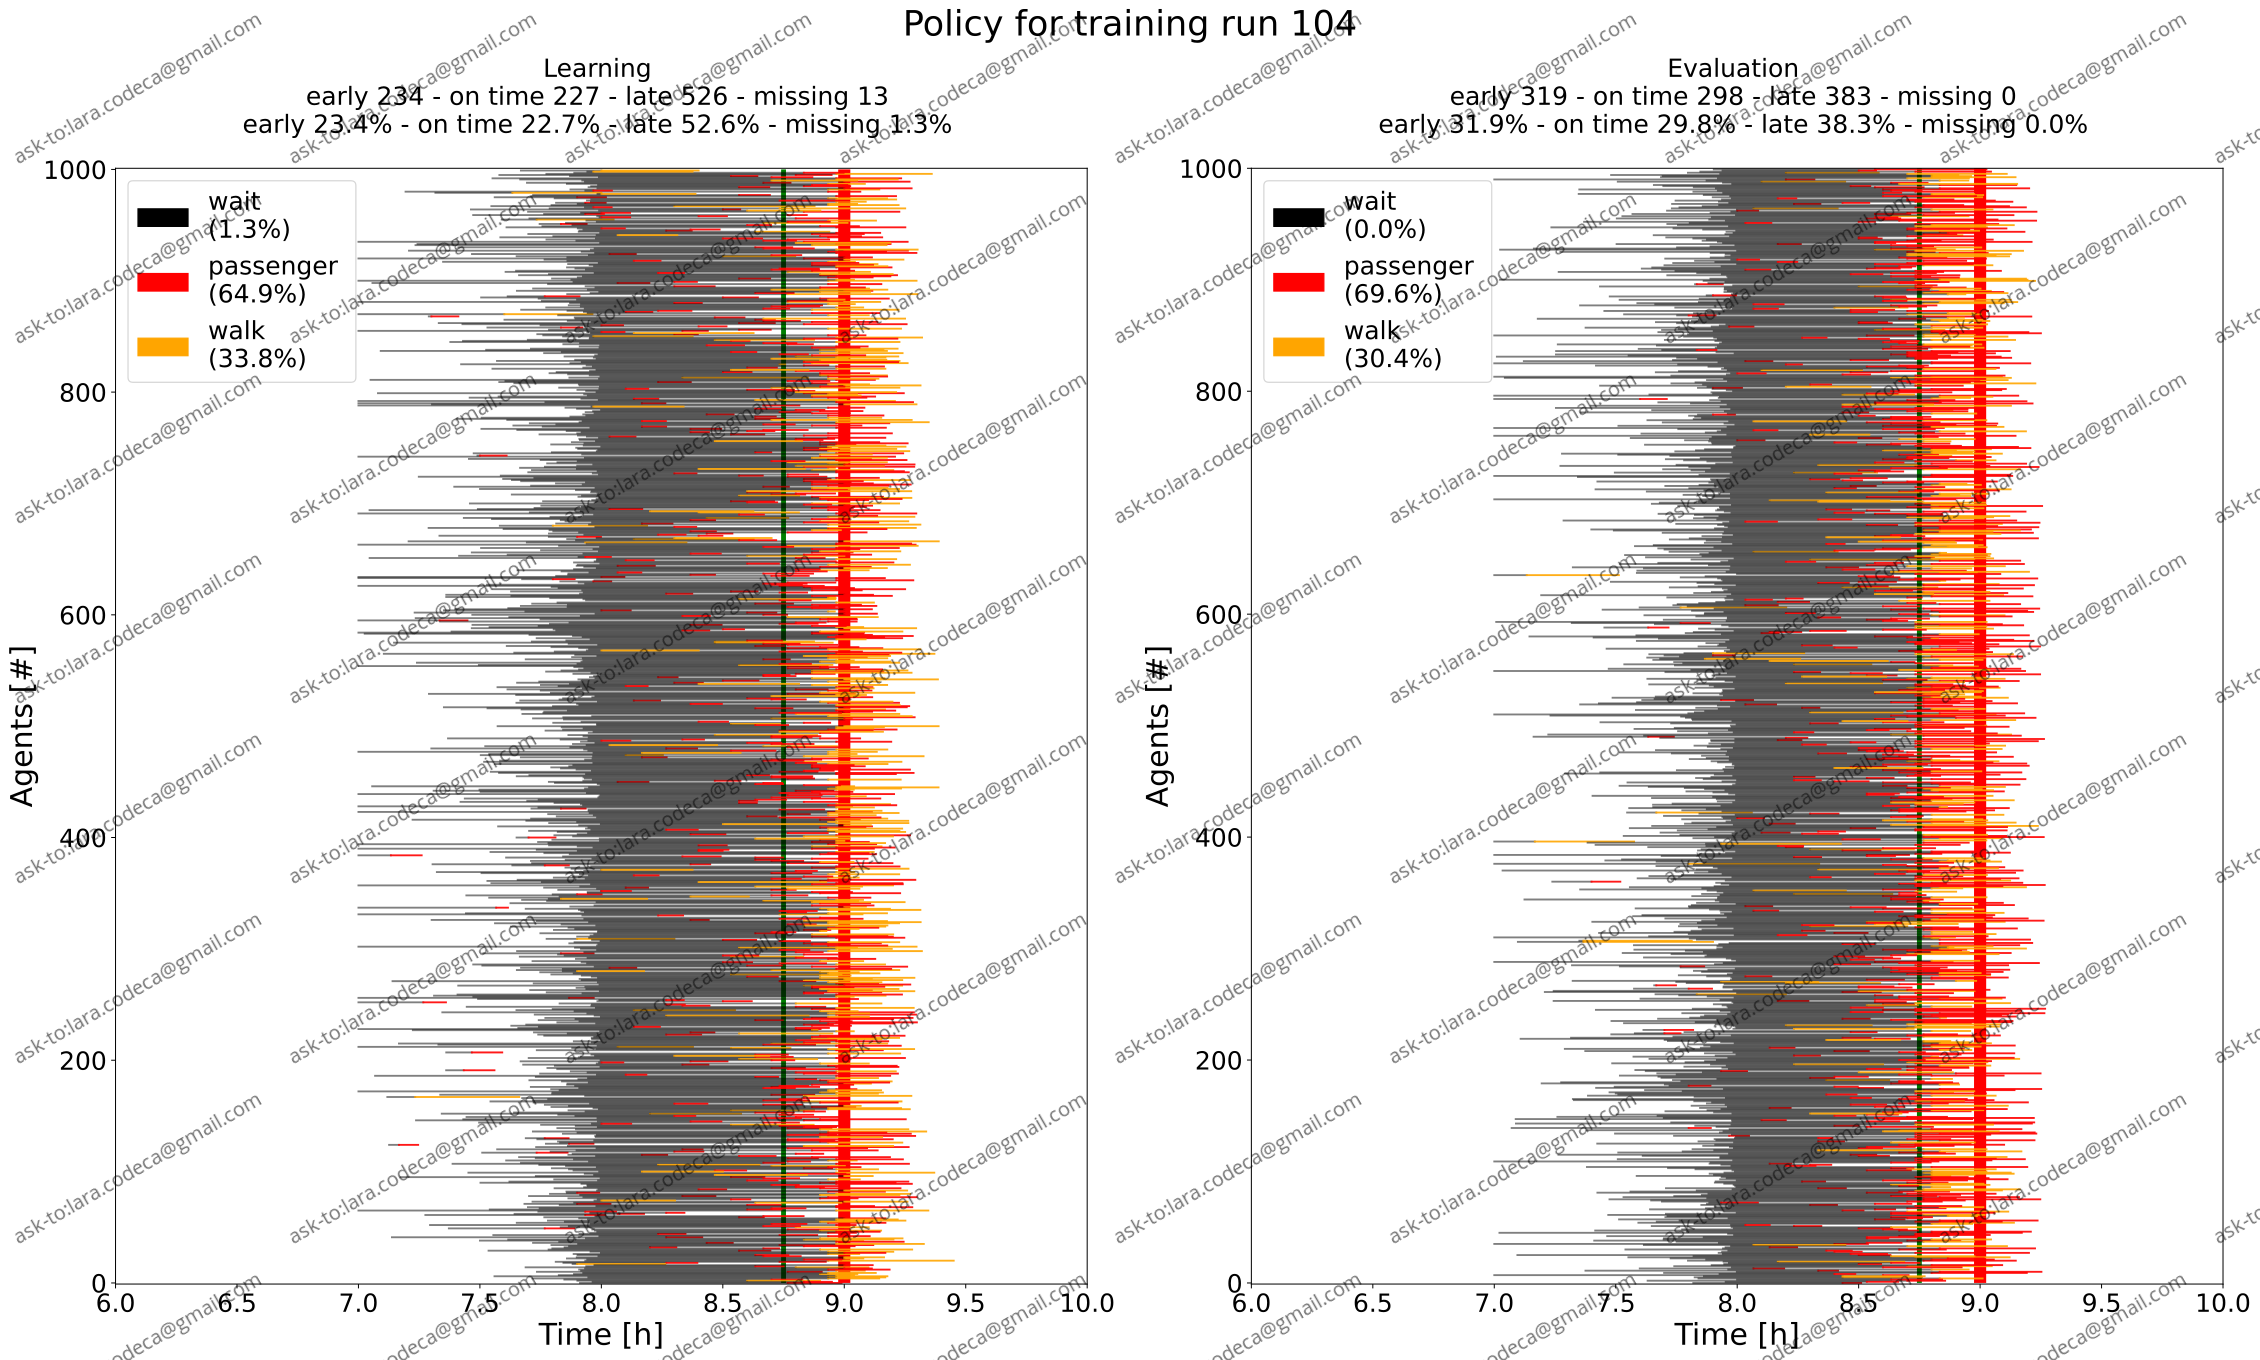 Policy for training run 104
Learning
early 234 - on time 227 - late 526 - missing 13
early 23.4% - on time 22.7% - late 52.6% - missing 1.3%
1000
800
600
400
200
0
wait
(1.3%)
passenger
(64.9%)
walk
(33.8%)
Agents [#]
6.0 6.5 7.0 7.5 8.0 8.5 9.0 9.5 10.0
Time [h]
Evaluation
early 319 - on time 298 - late 383 - missing 0
early 31.9% - on time 29.8% - late 38.3% - missing 0.0%
1000
800
600
400
200
0
wait
(0.0%)
passenger
(69.6%)
walk
(30.4%)
Agents [#]
6.0 6.5 7.0 7.5 8.0 8.5 9.0 9.5 10.0
Time [h]
ask-to:lara.codeca@gmail.com